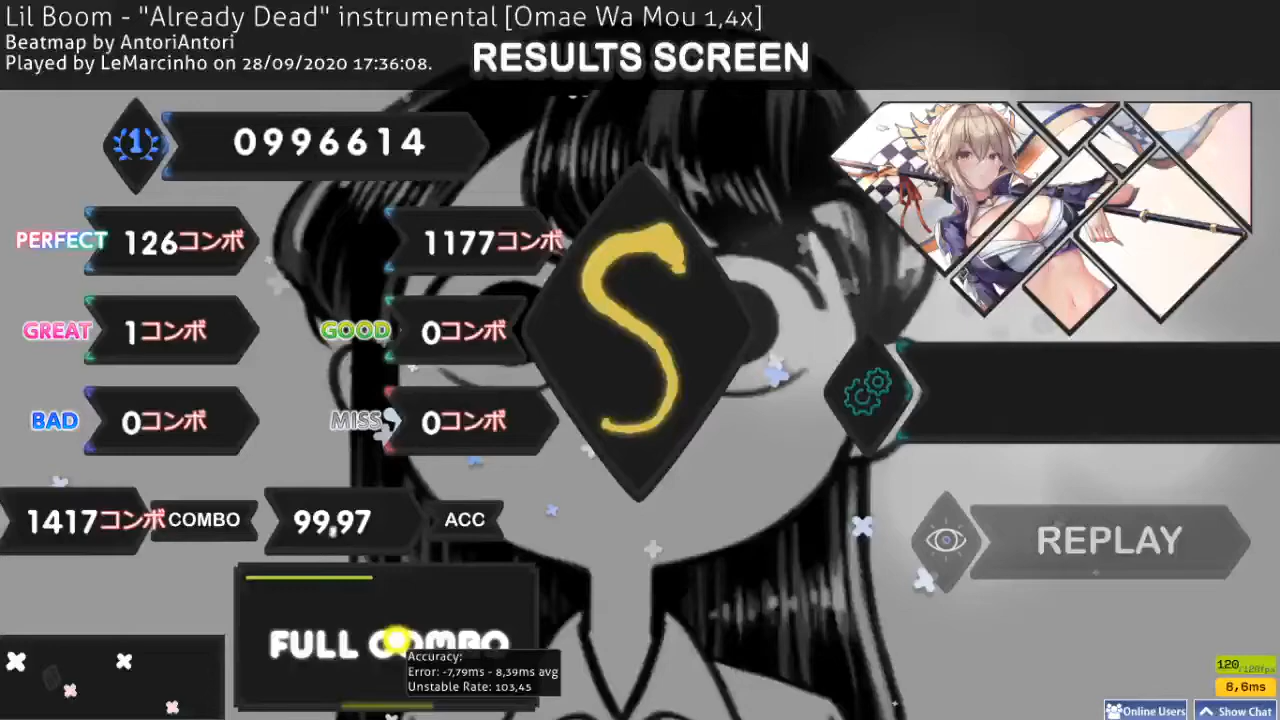 Lil Boom - "Already Dead" instrumental [Omae Wa Mou 1,4x]
Beatmap by AntoriAntori
Played by LeMarcinho on 28/09/2020 17:36:08.
RESULTS SCREEN
1
0996614
PERFECT 126コンボ 1177コンボ
S
GREAT 1コンボ GOOD 0コンボ
BAD 0コンボ MISS 0コンボ
1417コンボ COMBO 99,97 ACC
REPLAY
FULL COMBO
Accuracy:
Error: -7,79ms - 8,39ms avg
Unstable Rate: 103,45
120/120fps
8,6ms
Online Users Show Chat